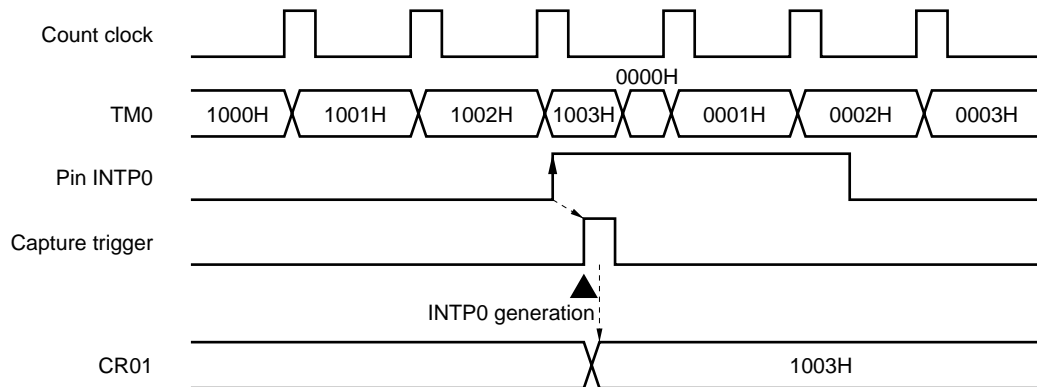 Count clock
0000H
TM0 1000H 1001H 1002H 1003H 0001H 0002H 0003H
Pin INTP0
Capture trigger
INTP0 generation
CR01 1003H